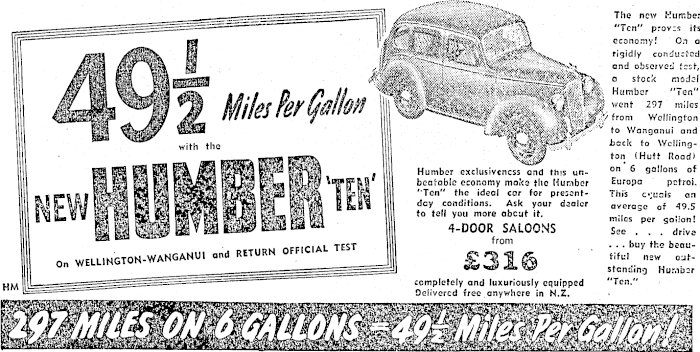 49½ Miles Per Gallon
with the
NEW HUMBER 'TEN'
On WELLINGTON-WANGANUI and RETURN OFFICIAL TEST
HM
Humber exclusiveness and this un-
beatable economy make the Humber
"Ten" the ideal car for present-
day conditions. Ask your dealer
to tell you more about it.
4-DOOR SALOONS
from
£316
completely and luxuriously equipped
Delivered free anywhere in N.Z.
The new Humber
"Ten" proves its
economy! On a
rigidly conducted
and observed test,
a stock model
Humber "Ten"
went 297 miles
from Wellington
to Wanganui and
back to Welling-
ton (Hutt Road)
on 6 gallons of
Europa petrol.
This equals an
average of 49.5
miles per gallon!
See . . . drive
. . . buy the beau-
tiful new out-
standing Humber
"Ten."
297 MILES ON 6 GALLONS = 49½ Miles Per Gallon!